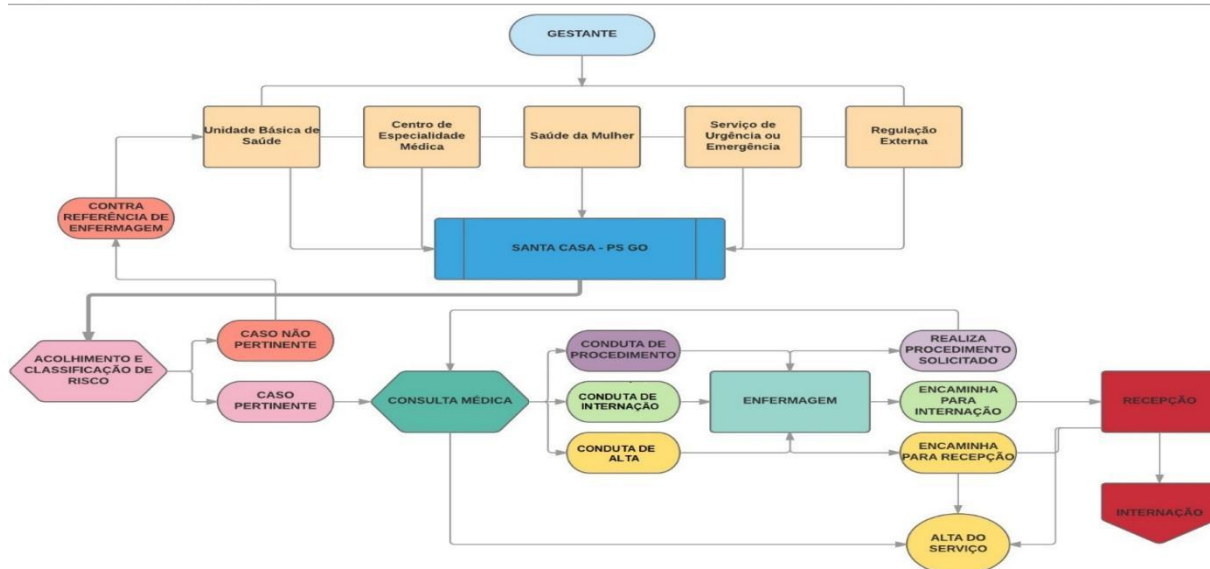 GESTANTE
Unidade Básica de
Saúde
Centro de
Especialidade
Médica
Saúde da Mulher
Serviço de
Urgência ou
Emergência
Regulação
Externa
CONTRA
REFERÊNCIA DE
ENFERMAGEM
SANTA CASA - PS GO
ACOLHIMENTO E
CLASSIFICAÇÃO DE
RISCO
CASO NÃO
PERTINENTE
CASO
PERTINENTE
CONSULTA MÉDICA
CONDUTA DE
PROCEDIMENTO
CONDUTA DE
INTERNAÇÃO
CONDUTA DE
ALTA
ENFERMAGEM
REALIZA
PROCEDIMENTO
SOLICITADO
ENCAMINHA
PARA
INTERNAÇÃO
ENCAMINHA
PARA RECEPÇÃO
RECEPÇÃO
INTERNAÇÃO
ALTA DO
SERVIÇO